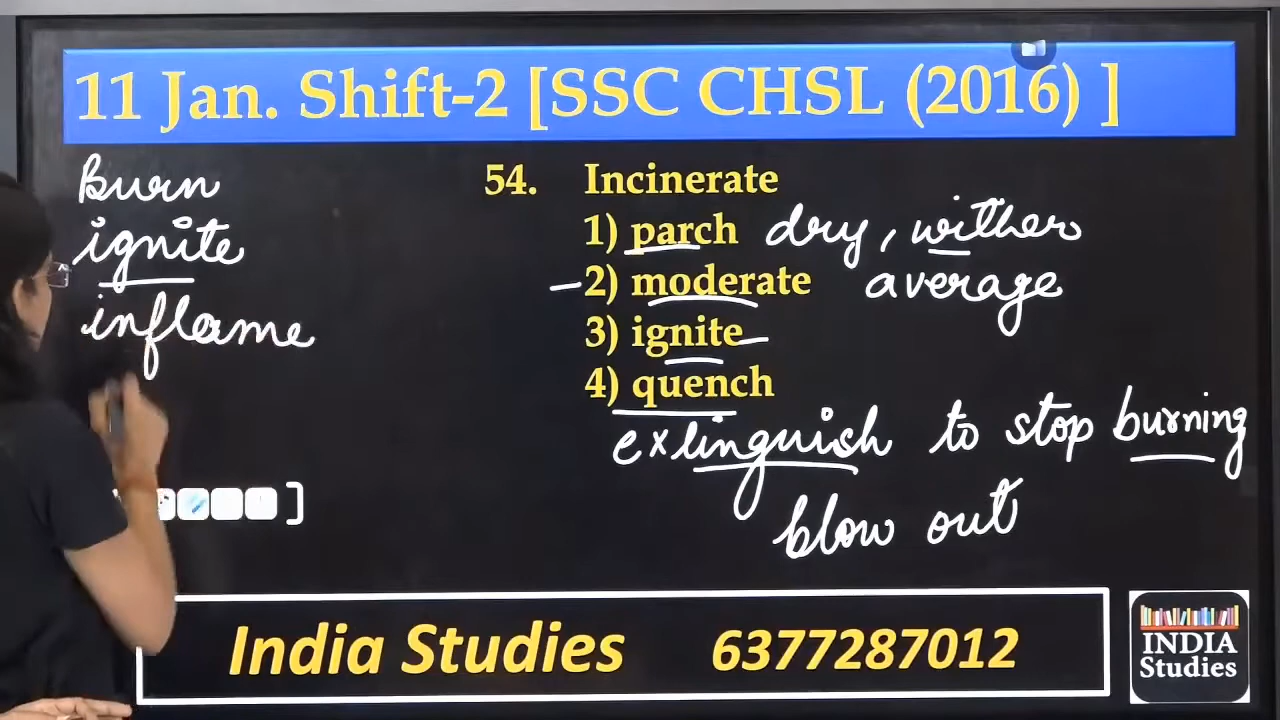 11 Jan. Shift-2 [SSC CHSL (2016) ]
Burn
ignite
inflame
54. Incinerate
1) parch dry, wither
2) moderate average
3) ignite
4) quench
extinguish to stop burning
blow out
]
India Studies 6377287012
INDIA
Studies